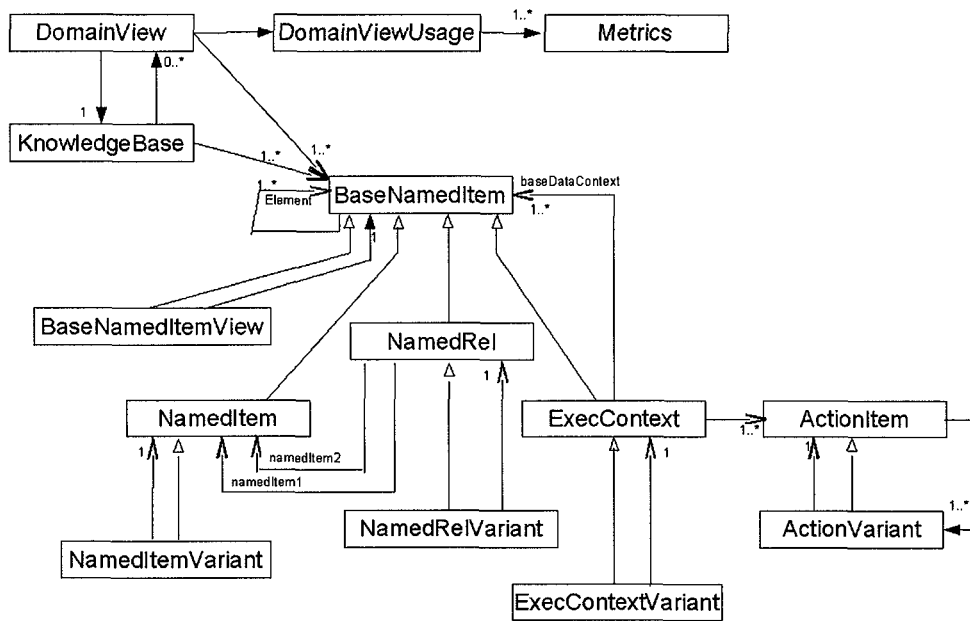 DomainView
DomainViewUsage
1..*
Metrics
0..*
1
KnowledgeBase
1..*
1..*
1..*
Element
BaseNamedItem
baseDataContext
1..*
1
BaseNamedItemView
NamedRel
1
NamedItem
ExecContext
1..*
ActionItem
1
namedItem2
namedItem1
1
1
1..*
NamedRelVariant
ActionVariant
NamedItemVariant
ExecContextVariant